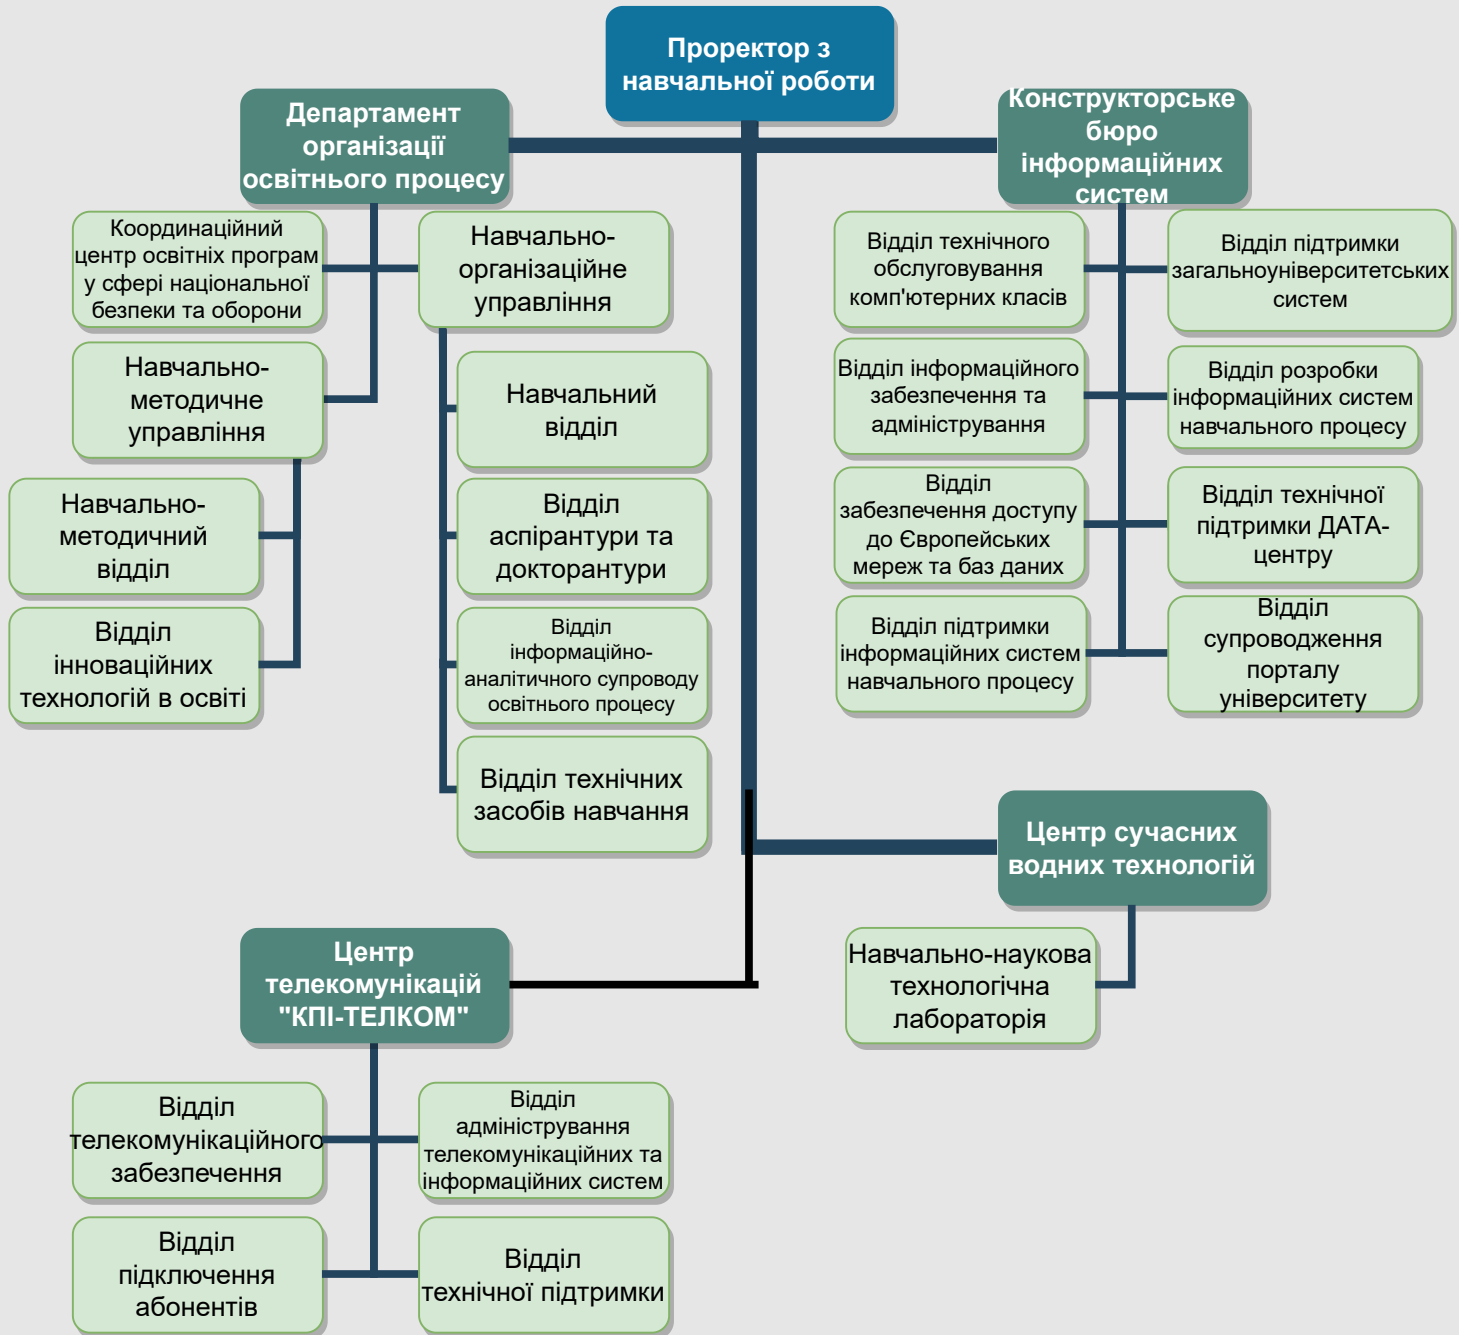 Проректор з
навчальної роботи
Департамент
організації
освітнього процесу
Конструкторське
бюро
інформаційних
систем
Координаційний
центр освітніх програм
у сфері національної
безпеки та оборони
Навчально-
організаційне
управління
Відділ технічного
обслуговування
комп'ютерних класів
Відділ підтримки
загальноуніверситетських
систем
Навчально-
методичне
управління
Навчальний
відділ
Відділ інформаційного
забезпечення та
адміністрування
Відділ розробки
інформаційних систем
навчального процесу
Навчально-
методичний
відділ
Відділ
аспірантури та
докторантури
Відділ
забезпечення доступу
до Європейських
мереж та баз даних
Відділ технічної
підтримки ДАТА-
центру
Відділ
інноваційних
технологій в освіті
Відділ
інформаційно-
аналітичного супроводу
освітнього процесу
Відділ підтримки
інформаційних систем
навчального процесу
Відділ
супроводження
порталу
університету
Відділ технічних
засобів навчання
Центр сучасних
водних технологій
Центр
телекомунікацій
"КПІ-ТЕЛКОМ"
Навчально-наукова
технологічна
лабораторія
Відділ
телекомунікаційного
забезпечення
Відділ
адміністрування
телекомунікаційних та
інформаційних систем
Відділ
підключення
абонентів
Відділ
технічної підтримки